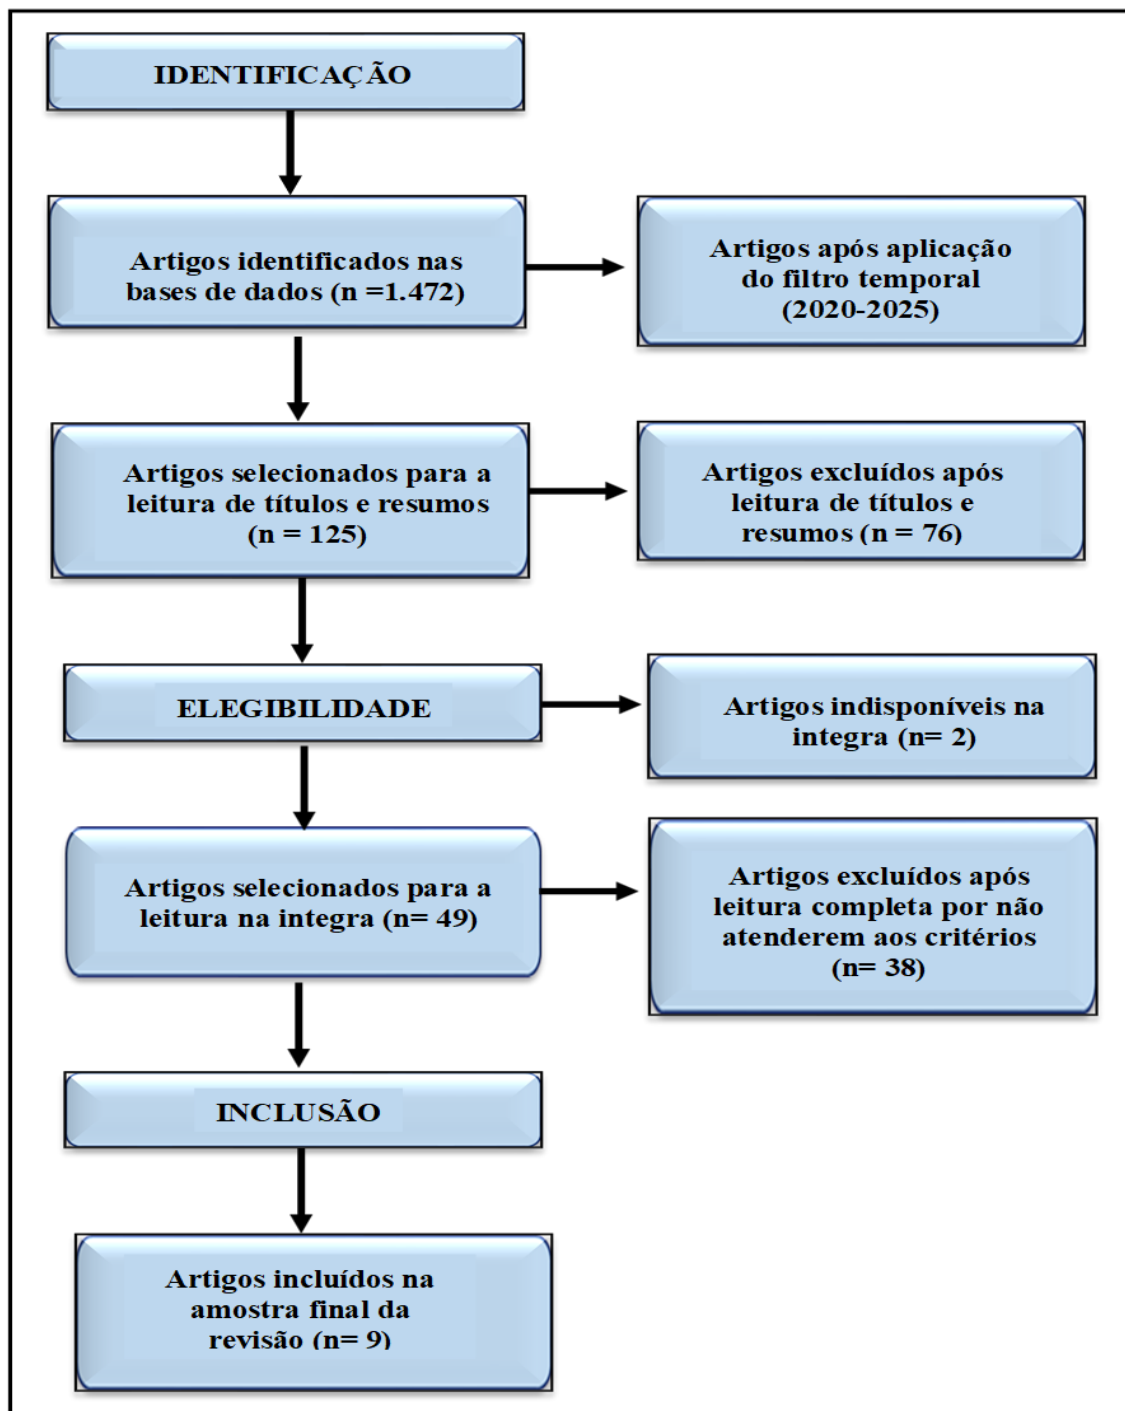 IDENTIFICAÇÃO
Artigos identificados nas
bases de dados (n =1.472)
Artigos após aplicação
do filtro temporal
(2020-2025)
Artigos selecionados para a
leitura de títulos e resumos
(n = 125)
Artigos excluídos após
leitura de títulos e
resumos (n = 76)
ELEGIBILIDADE
Artigos indisponíveis na
integra (n= 2)
Artigos selecionados para a
leitura na integra (n= 49)
Artigos excluídos após
leitura completa por não
atenderem aos critérios
(n= 38)
INCLUSÃO
Artigos incluídos na
amostra final da
revisão (n= 9)